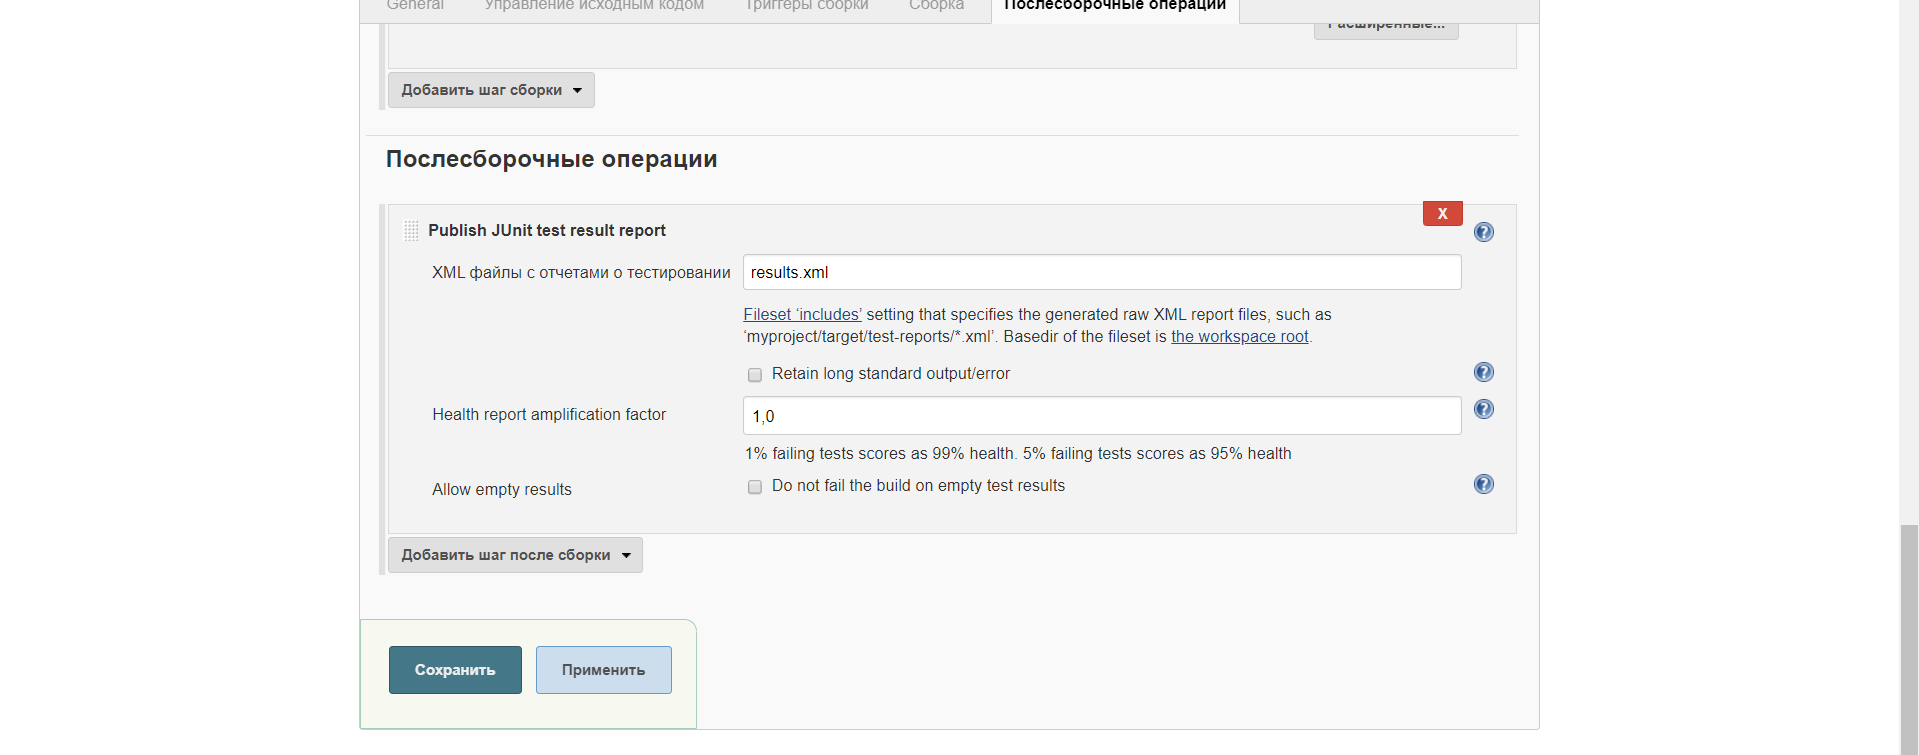 General Управление исходным кодом Триггеры сборки Сборка Послесборочные операции
Расширенные...
Добавить шаг сборки
Послесборочные операции
X
Publish JUnit test result report
XML файлы с отчетами о тестировании results.xml
Fileset ‘includes’ setting that specifies the generated raw XML report files, such as
‘myproject/target/test-reports/*.xml’. Basedir of the fileset is the workspace root.
Retain long standard output/error
Health report amplification factor 1,0
1% failing tests scores as 99% health. 5% failing tests scores as 95% health
Allow empty results Do not fail the build on empty test results
Добавить шаг после сборки
Сохранить Применить